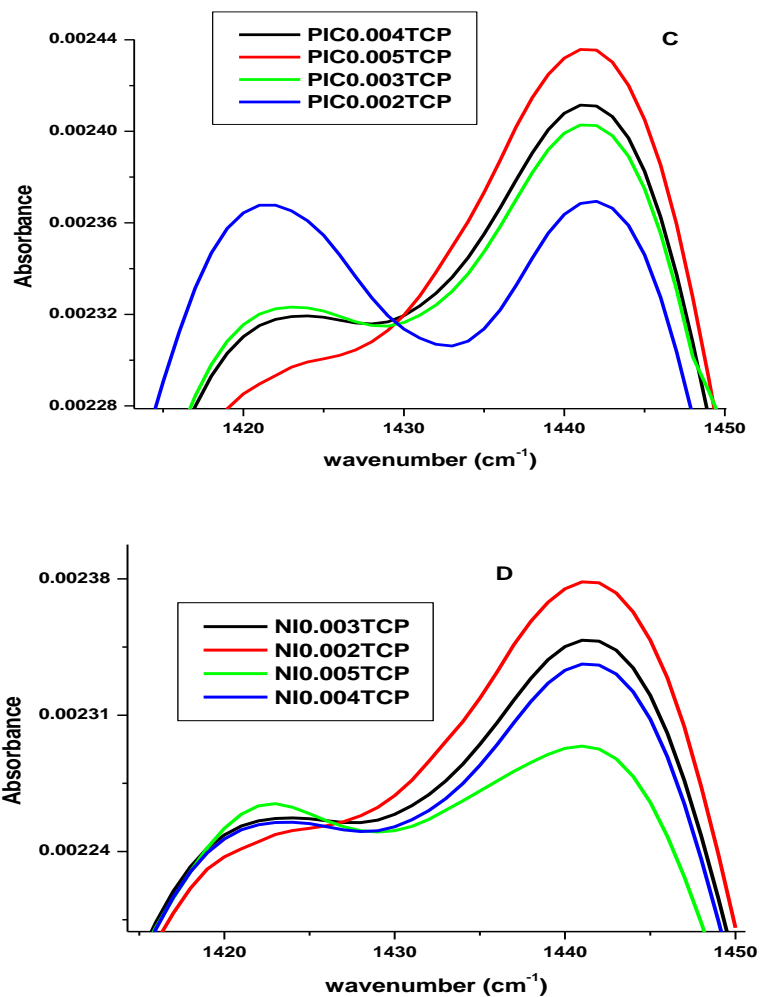 C
PIC0.004TCP
PIC0.005TCP
PIC0.003TCP
PIC0.002TCP
0.00244
0.00240
0.00236
0.00232
0.00228
Absorbance
1420 1430 1440 1450
wavenumber (cm⁻¹)
D
NI0.003TCP
NI0.002TCP
NI0.005TCP
NI0.004TCP
0.00238
0.00231
0.00224
Absorbance
1420 1430 1440 1450
wavenumber (cm⁻¹)